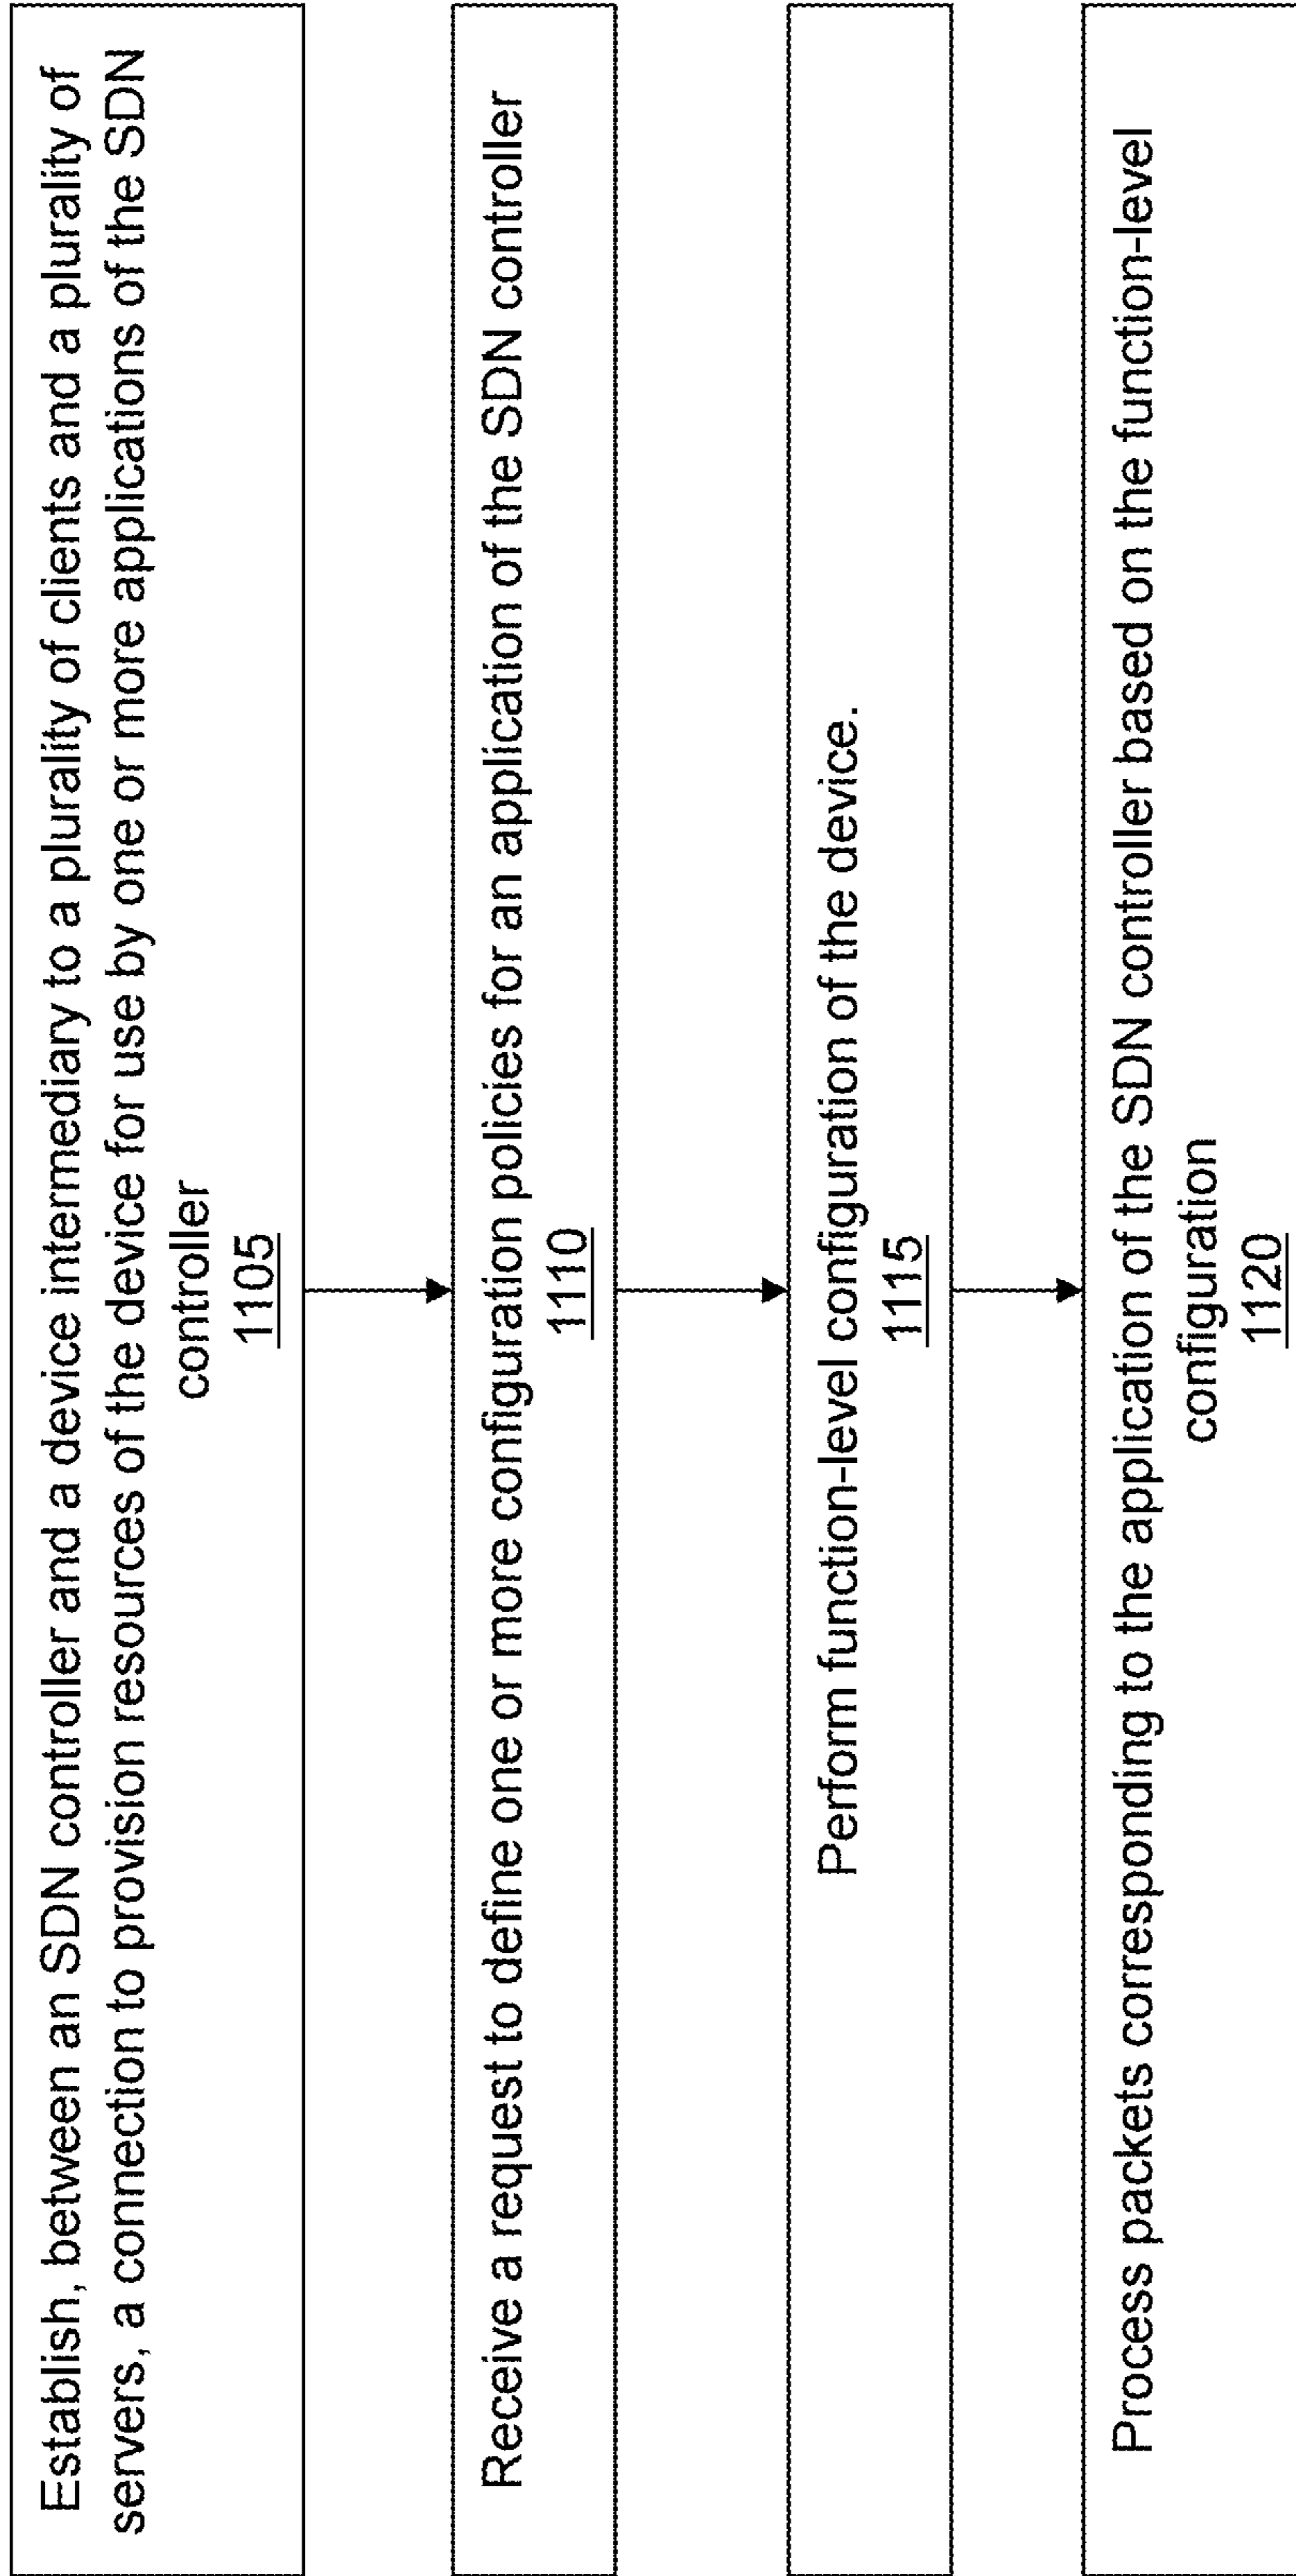 Establish, between an SDN controller and a device intermediary to a plurality of clients and a plurality of
servers, a connection to provision resources of the device for use by one or more applications of the SDN
controller
1105
Receive a request to define one or more configuration policies for an application of the SDN controller
1110
Perform function-level configuration of the device.
1115
Process packets corresponding to the application of the SDN controller based on the function-level
configuration
1120